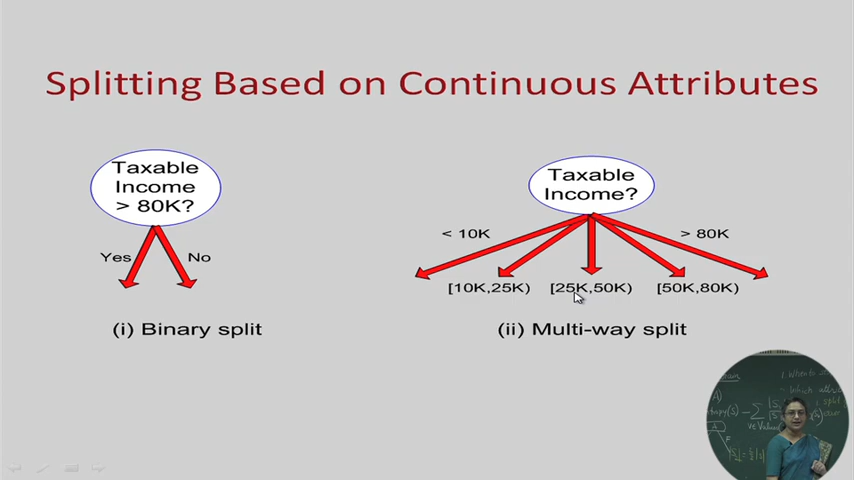 Splitting Based on Continuous Attributes
Taxable
Income
> 80K?
Yes
No
(i) Binary split
Taxable
Income?
< 10K
> 80K
[10K,25K)
[25K,50K)
[50K,80K)
(ii) Multi-way split